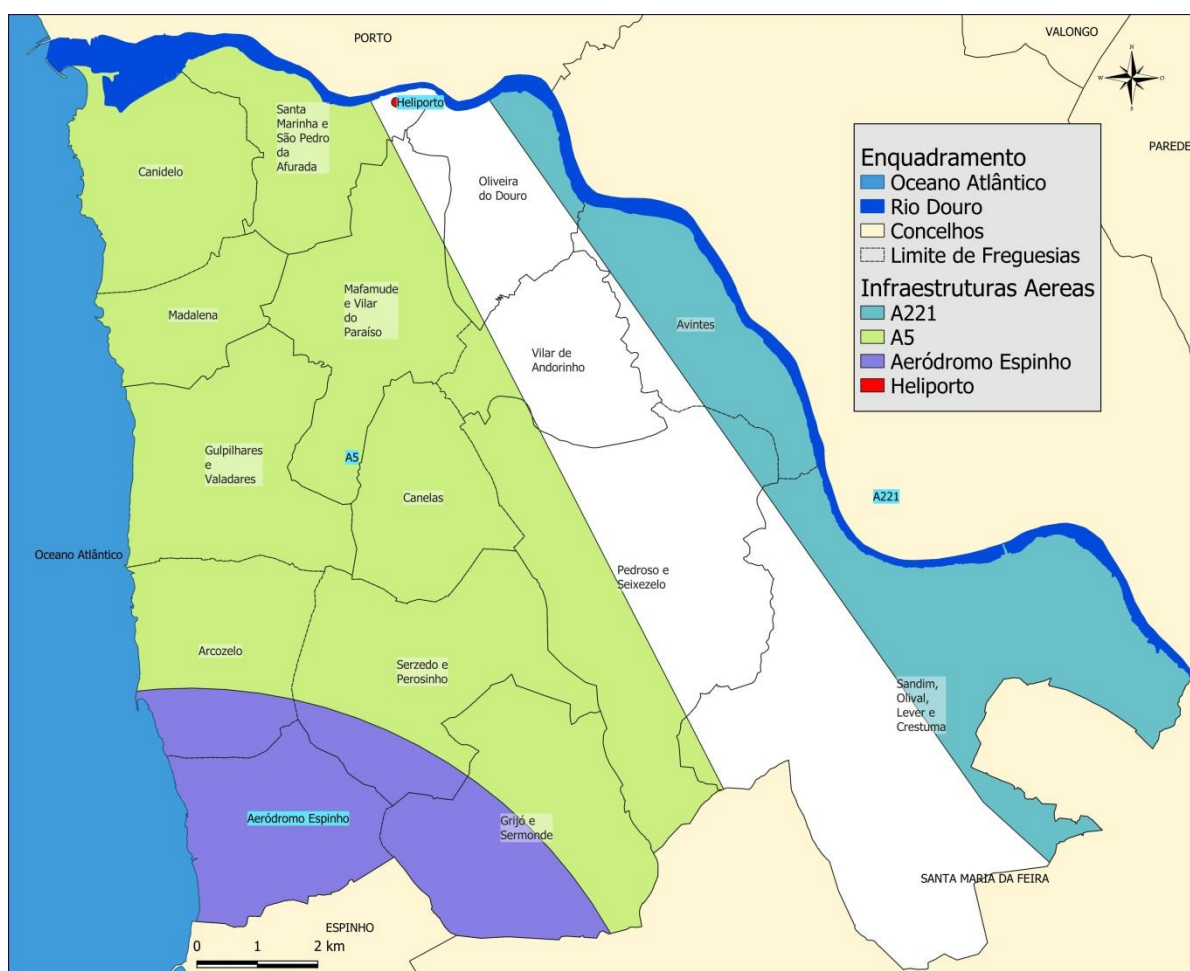 PORTO
VALONGO
N
W
O
S
PAREDE
Heliporto
Santa
Marinha e
São Pedro
da
Afurada
Canidelo
Oliveira
do Douro
Enquadramento
Oceano Atlântico
Rio Douro
Concelhos
Limite de Freguesias
Infraestruturas Aereas
A221
A5
Aeródromo Espinho
Heliporto
Mafamude
e Vilar
do
Paraíso
Madalena
Avintes
Vilar de
Andorinho
Gulpilhares
e
Valadares
A5
Canelas
A221
Oceano Atlântico
Pedroso e
Seixezelo
Arcozelo
Serzedo e
Perosinho
Sandim,
Olival,
Lever e
Crestuma
Aeródromo Espinho
Grijó e
Sermonde
SANTA MARIA DA FEIRA
ESPINHO
0 1 2 km